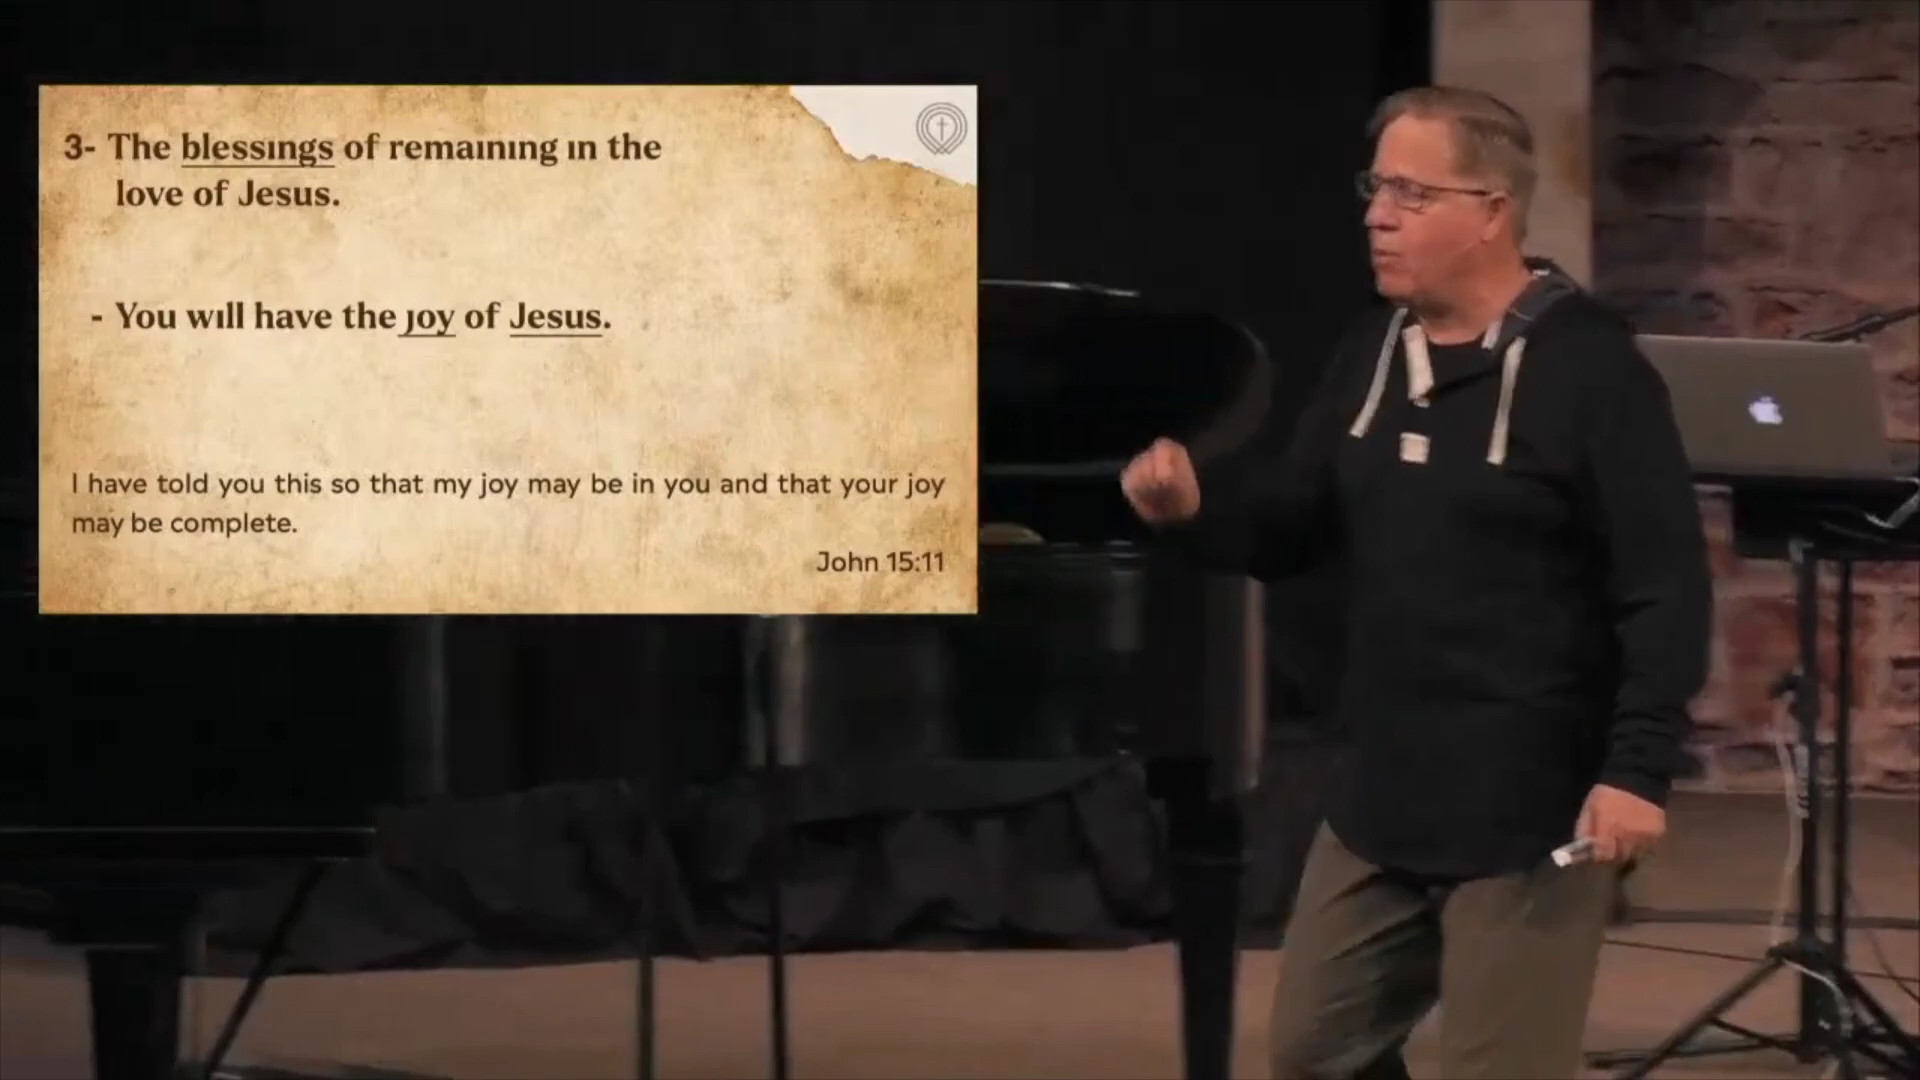 3- The blessings of remaining in the
love of Jesus.
- You will have the joy of Jesus.
I have told you this so that my joy may be in you and that your joy
may be complete.
John 15:11